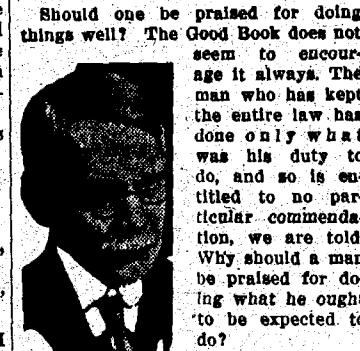 Should one be praised for doing
things well? The Good Book does not
seem to encour-
age it always. The
man who has kept
the entire law has
done only what
was his duty to
do, and so is en-
titled to no par-
ticular commenda-
tion, we are told
Why should a man
be praised for do-
ing what he ought
to be expected to
do?